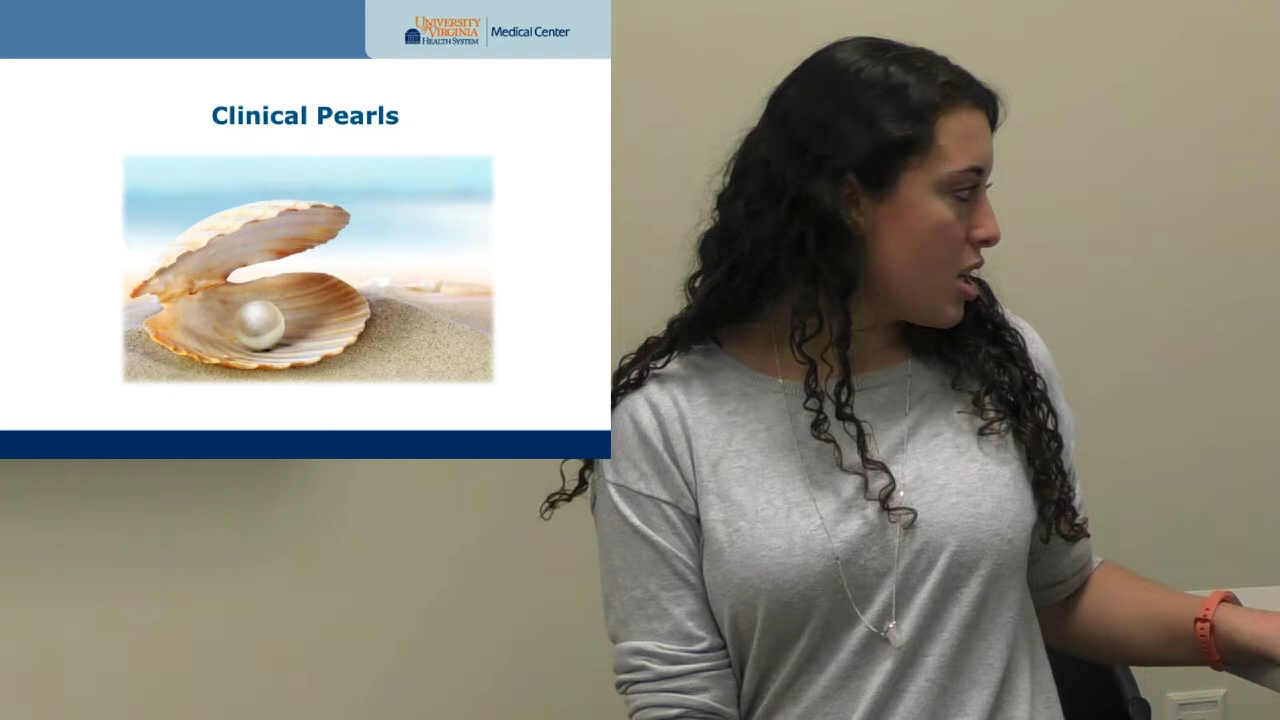 UNIVERSITY
of VIRGINIA
HEALTH SYSTEM
Medical Center
Clinical Pearls